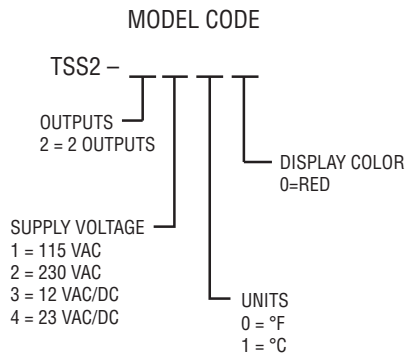 MODEL CODE
TSS2 –
OUTPUTS
2 = 2 OUTPUTS
DISPLAY COLOR
0=RED
SUPPLY VOLTAGE
1 = 115 VAC
2 = 230 VAC
3 = 12 VAC/DC
4 = 23 VAC/DC
UNITS
0 = °F
1 = °C